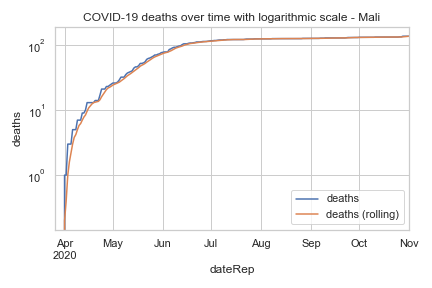 COVID-19 deaths over time with logarithmic scale - Mali
10²
10¹
10⁰
deaths
deaths
deaths (rolling)
Apr May Jun Jul Aug Sep Oct Nov
2020
dateRep